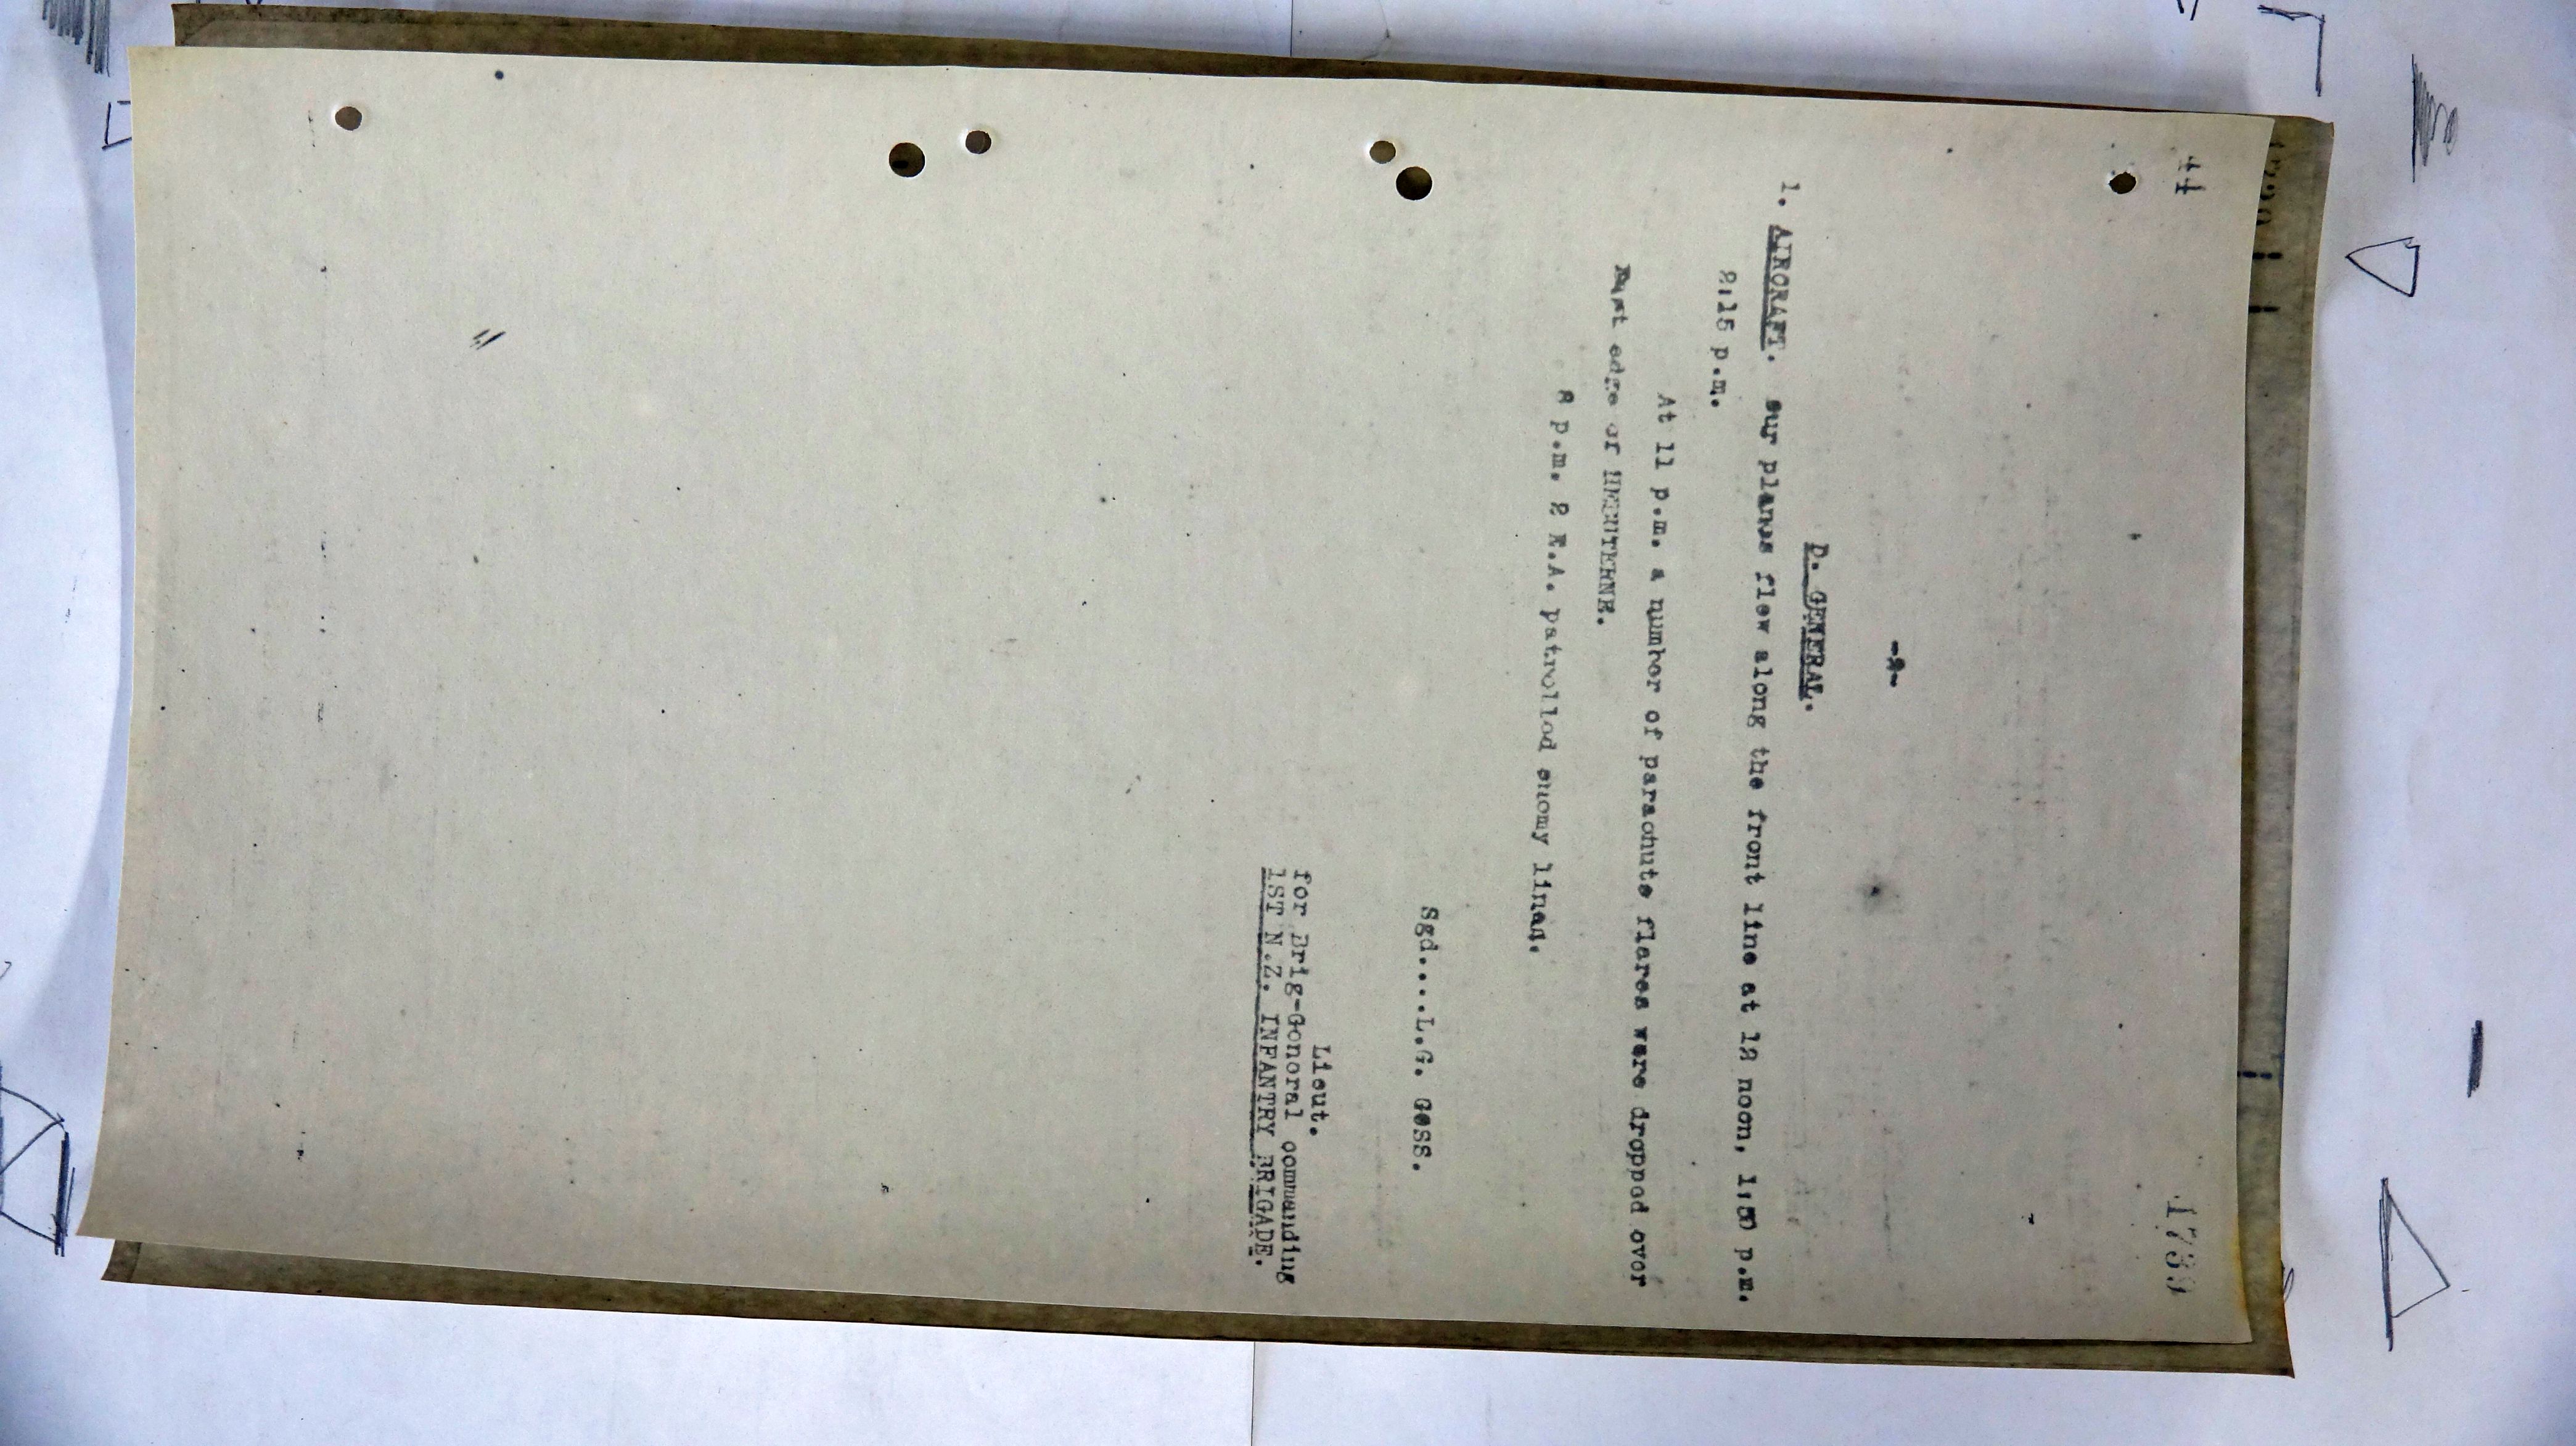 44
1739
-2-
D. GENERAL.
1. AIRCRAFT. Our planes flew along the front line at 12 noon, 1:50 p.m.
2:15 p.m.
At 11 p.m. a number of parachute flares were dropped over
East edge of HEBUTERNE.
8 p.m. 2 E.A. patrolled enemy lines.
Sgd....L.G. GOSS.
Lieut.
for Brig-General commanding
1ST N.Z. INFANTRY BRIGADE.